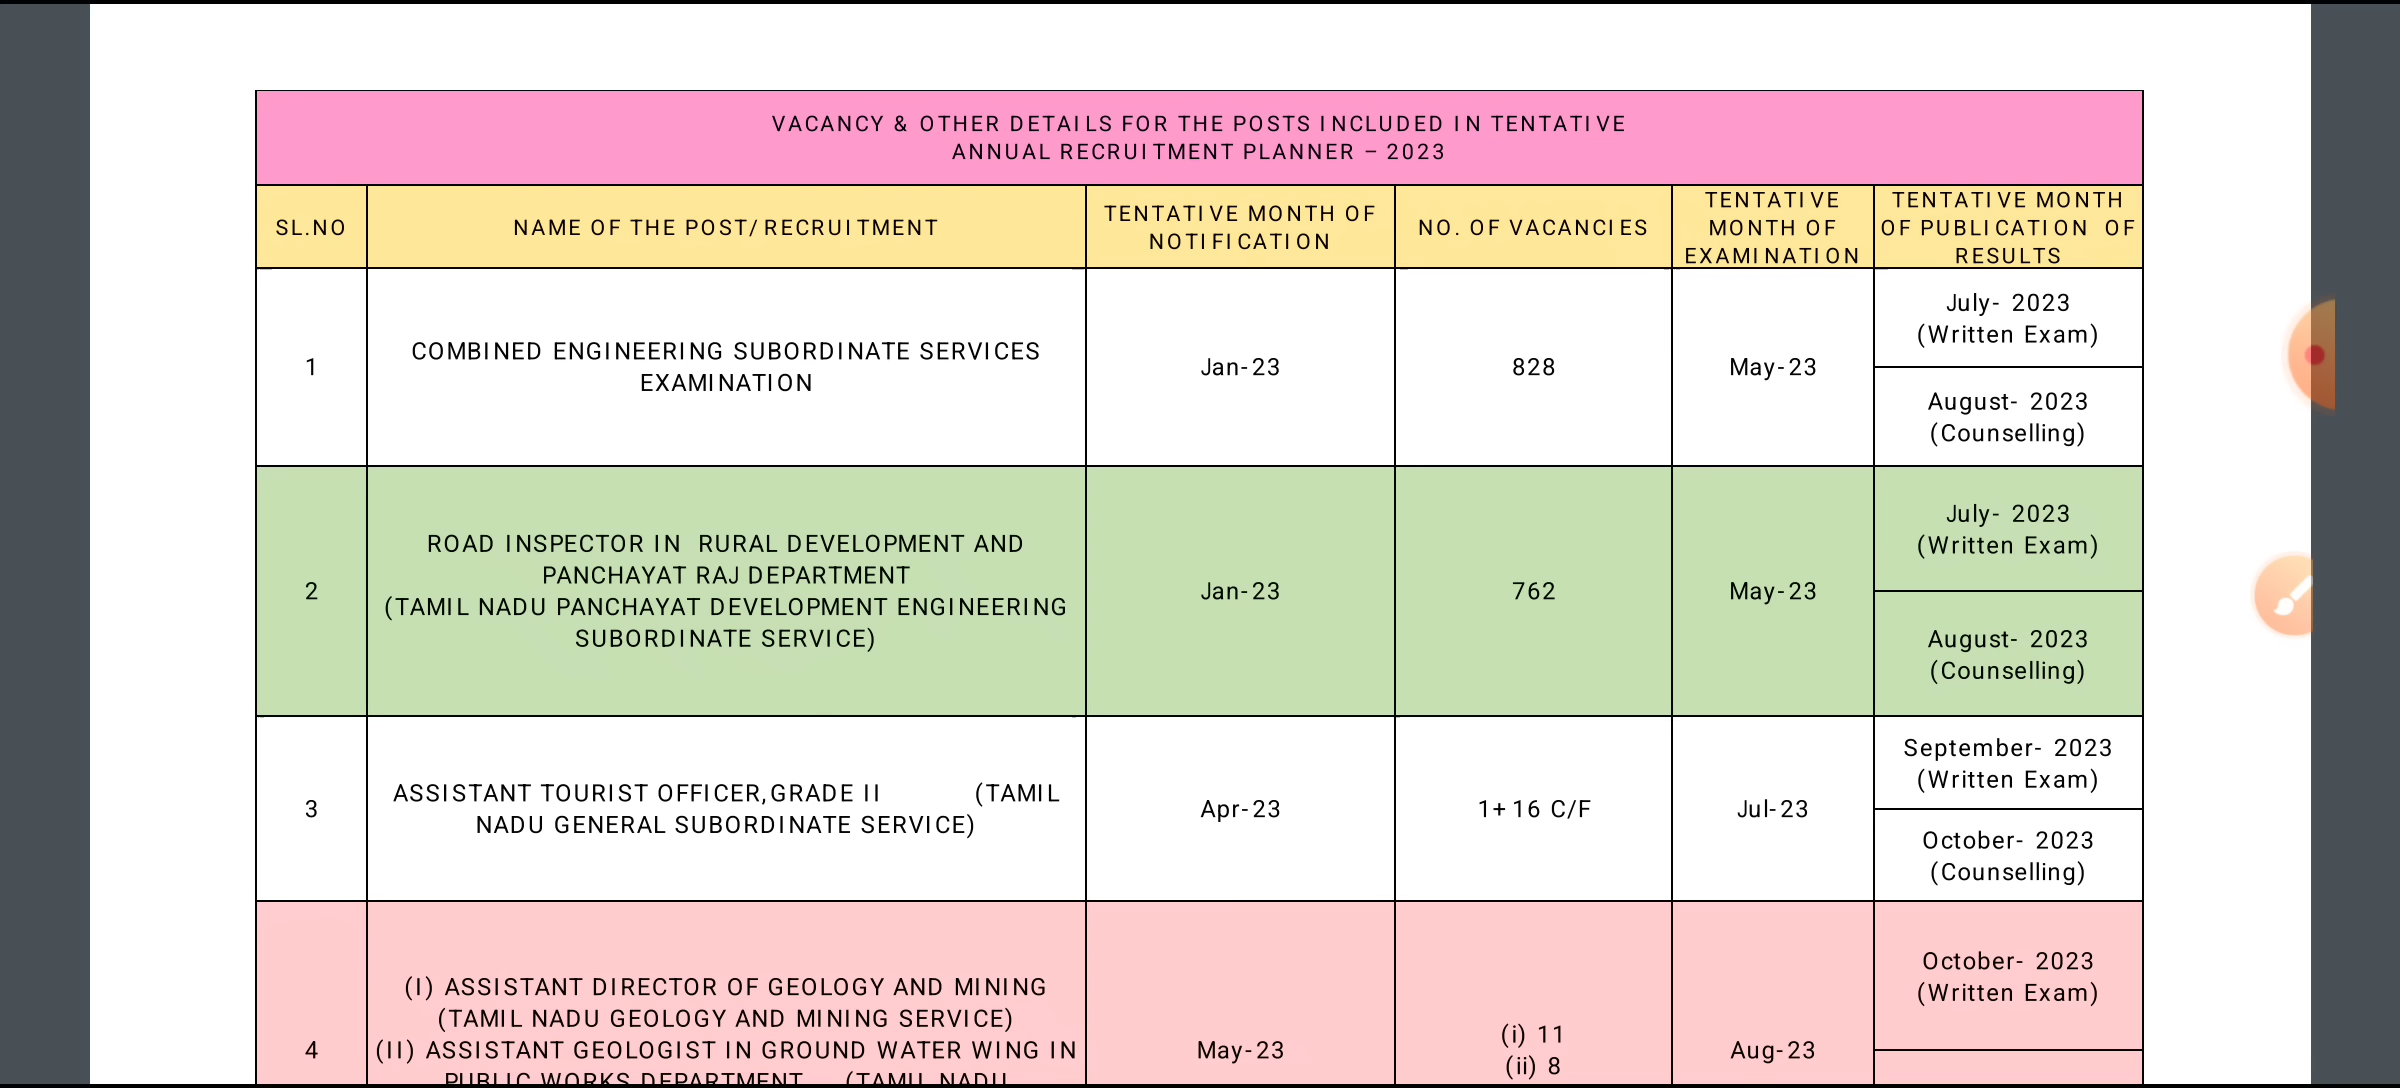 VACANCY & OTHER DETAILS FOR THE POSTS INCLUDED IN TENTATIVE
ANNUAL RECRUITMENT PLANNER – 2023
SL.NO
NAME OF THE POST/RECRUITMENT
TENTATIVE MONTH OF
NOTIFICATION
NO. OF VACANCIES
TENTATIVE
MONTH OF
EXAMINATION
TENTATIVE MONTH
OF PUBLICATION OF
RESULTS
1
COMBINED ENGINEERING SUBORDINATE SERVICES
EXAMINATION
Jan-23
828
May-23
July- 2023
(Written Exam)
August- 2023
(Counselling)
2
ROAD INSPECTOR IN RURAL DEVELOPMENT AND
PANCHAYAT RAJ DEPARTMENT
(TAMIL NADU PANCHAYAT DEVELOPMENT ENGINEERING
SUBORDINATE SERVICE)
Jan-23
762
May-23
July- 2023
(Written Exam)
August- 2023
(Counselling)
3
ASSISTANT TOURIST OFFICER,GRADE II (TAMIL
NADU GENERAL SUBORDINATE SERVICE)
Apr-23
1+16 C/F
Jul-23
September- 2023
(Written Exam)
October- 2023
(Counselling)
4
(I) ASSISTANT DIRECTOR OF GEOLOGY AND MINING
(TAMIL NADU GEOLOGY AND MINING SERVICE)
(II) ASSISTANT GEOLOGIST IN GROUND WATER WING IN
PUBLIC WORKS DEPARTMENT (TAMIL NADU
May-23
(i) 11
(ii) 8
Aug-23
October- 2023
(Written Exam)